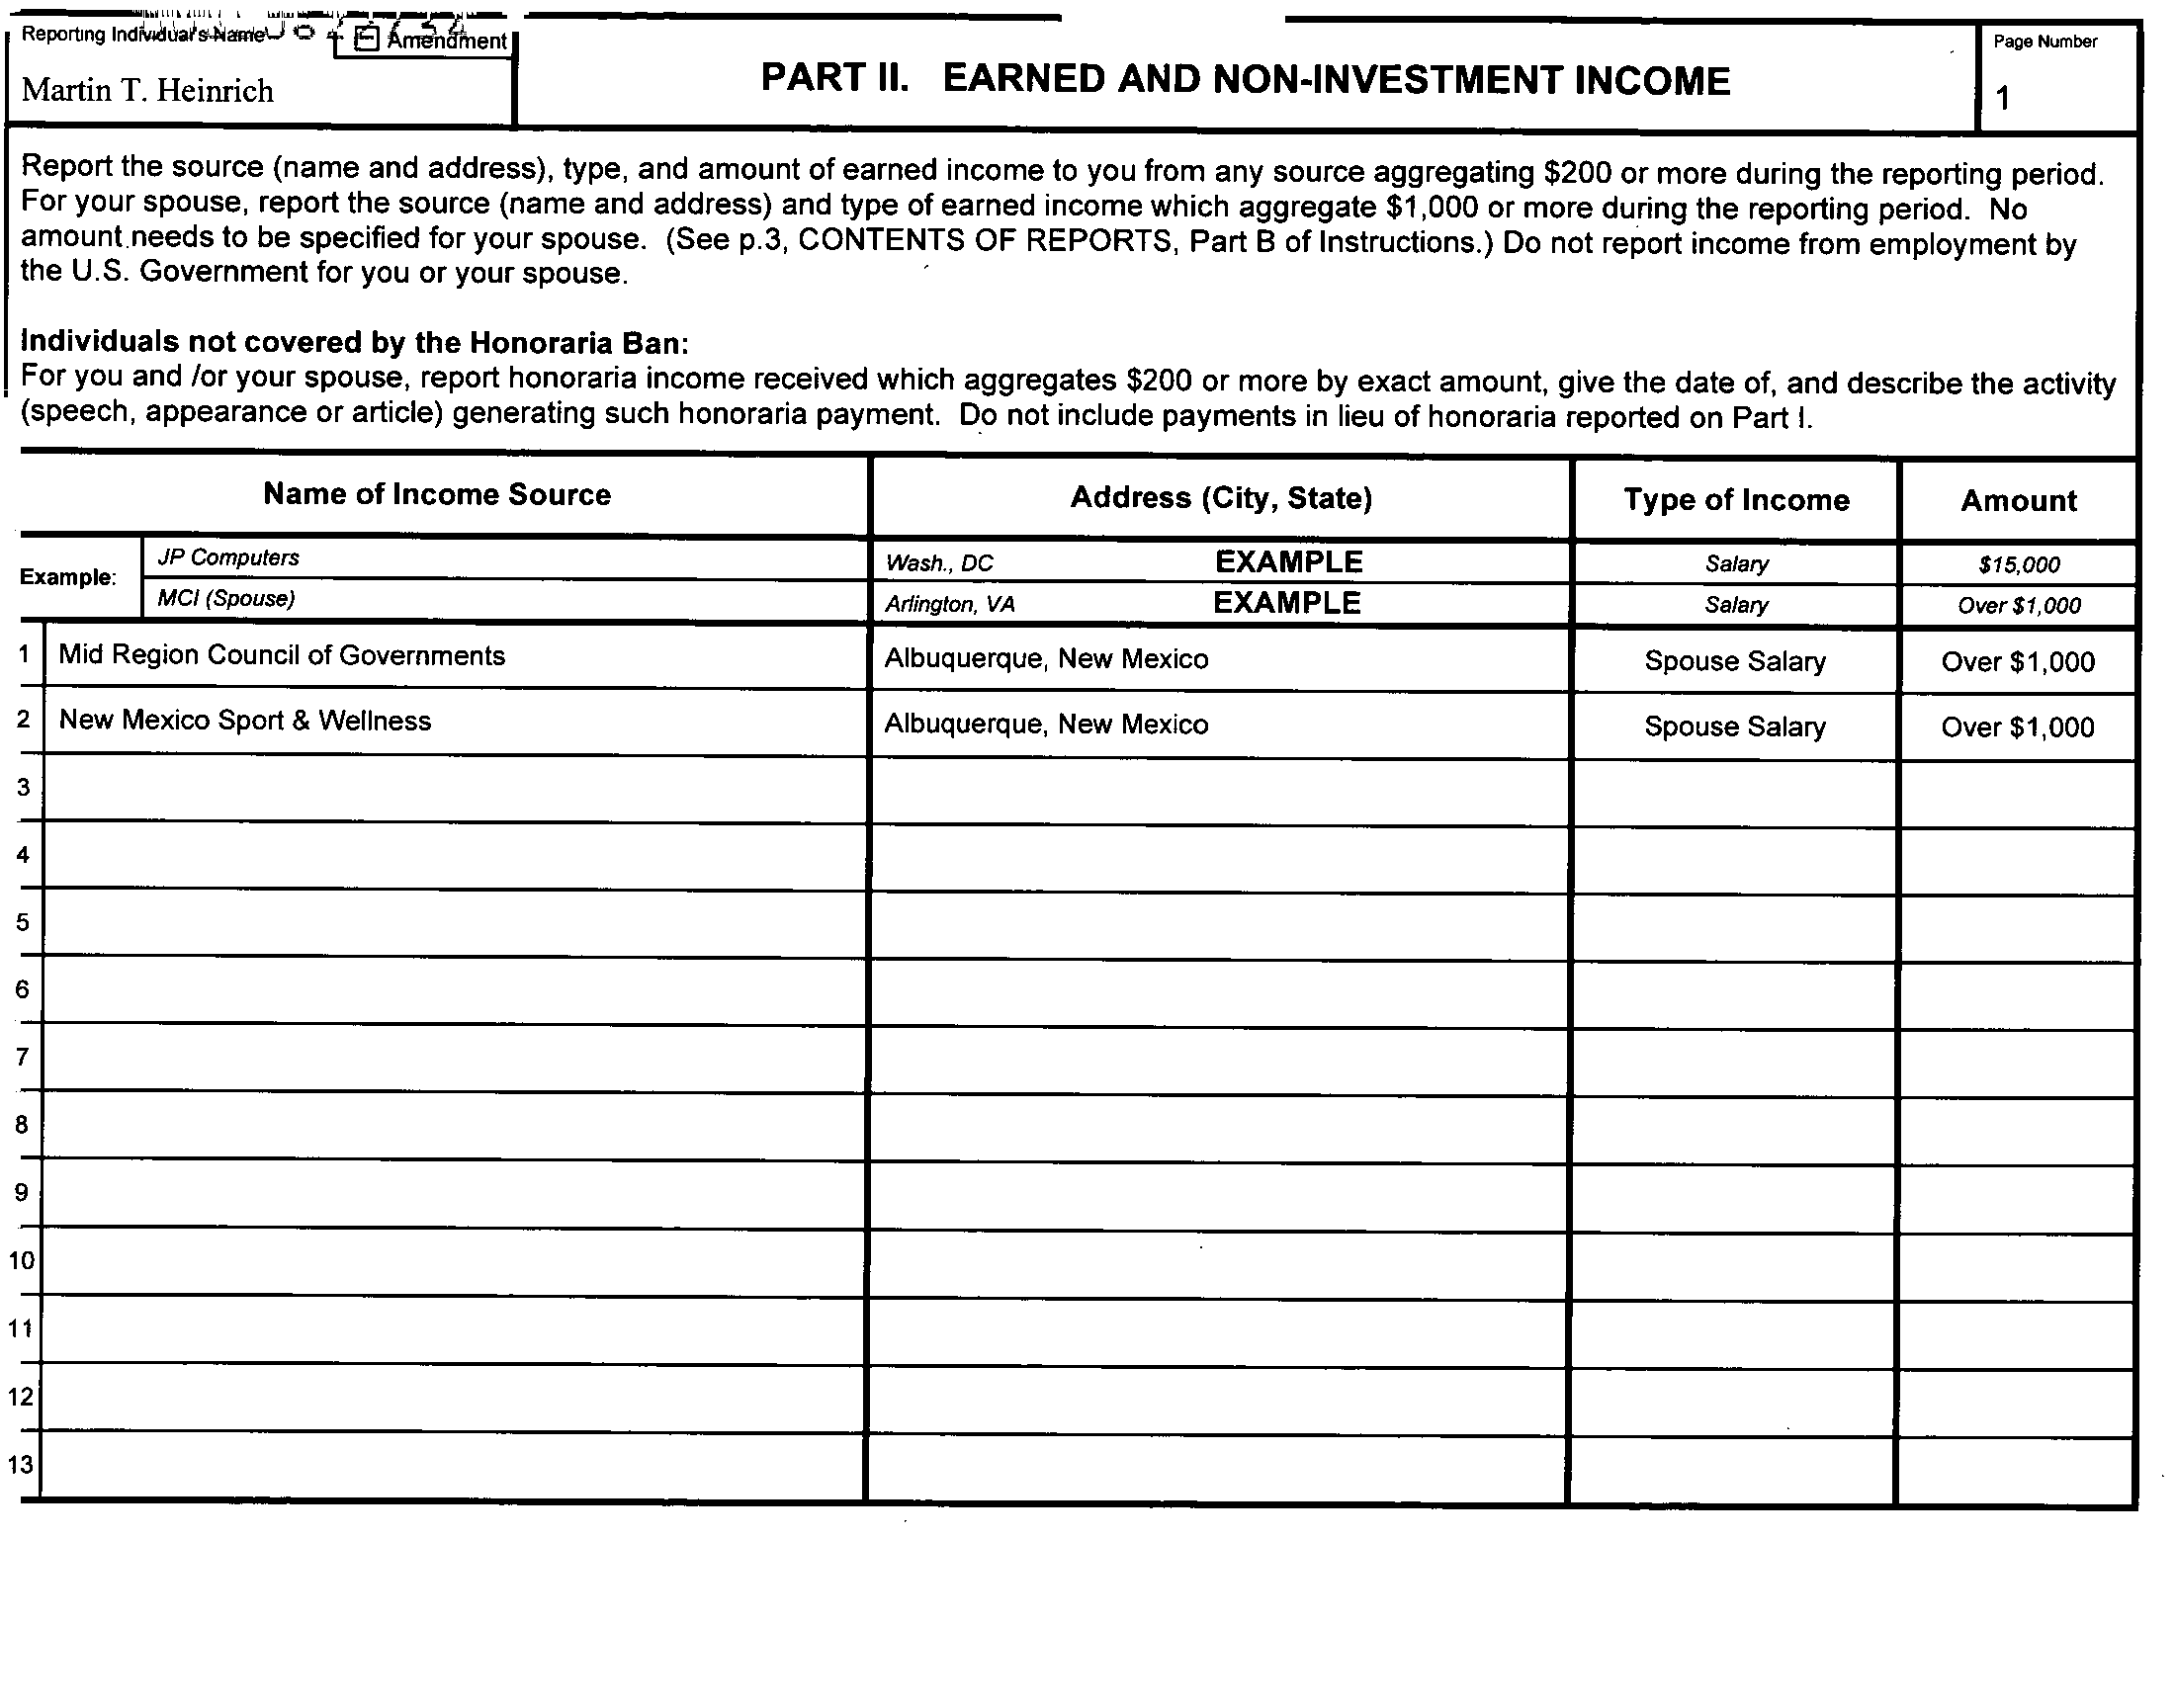 Reporting Individual's Name
Amendment
Martin T. Heinrich
PART II. EARNED AND NON-INVESTMENT INCOME
Page Number
1
Report the source (name and address), type, and amount of earned income to you from any source aggregating $200 or more during the reporting period.
For your spouse, report the source (name and address) and type of earned income which aggregate $1,000 or more during the reporting period. No
amount needs to be specified for your spouse. (See p.3, CONTENTS OF REPORTS, Part B of Instructions.) Do not report income from employment by
the U.S. Government for you or your spouse.
Individuals not covered by the Honoraria Ban:
For you and /or your spouse, report honoraria income received which aggregates $200 or more by exact amount, give the date of, and describe the activity
(speech, appearance or article) generating such honoraria payment. Do not include payments in lieu of honoraria reported on Part I.
Name of Income Source Address (City, State) Type of Income Amount
Example: JP Computers Wash., DC EXAMPLE Salary $15,000
MCI (Spouse) Arlington, VA EXAMPLE Salary Over $1,000
1 Mid Region Council of Governments Albuquerque, New Mexico Spouse Salary Over $1,000
2 New Mexico Sport & Wellness Albuquerque, New Mexico Spouse Salary Over $1,000
3
4
5
6
7
8
9
10
11
12
13